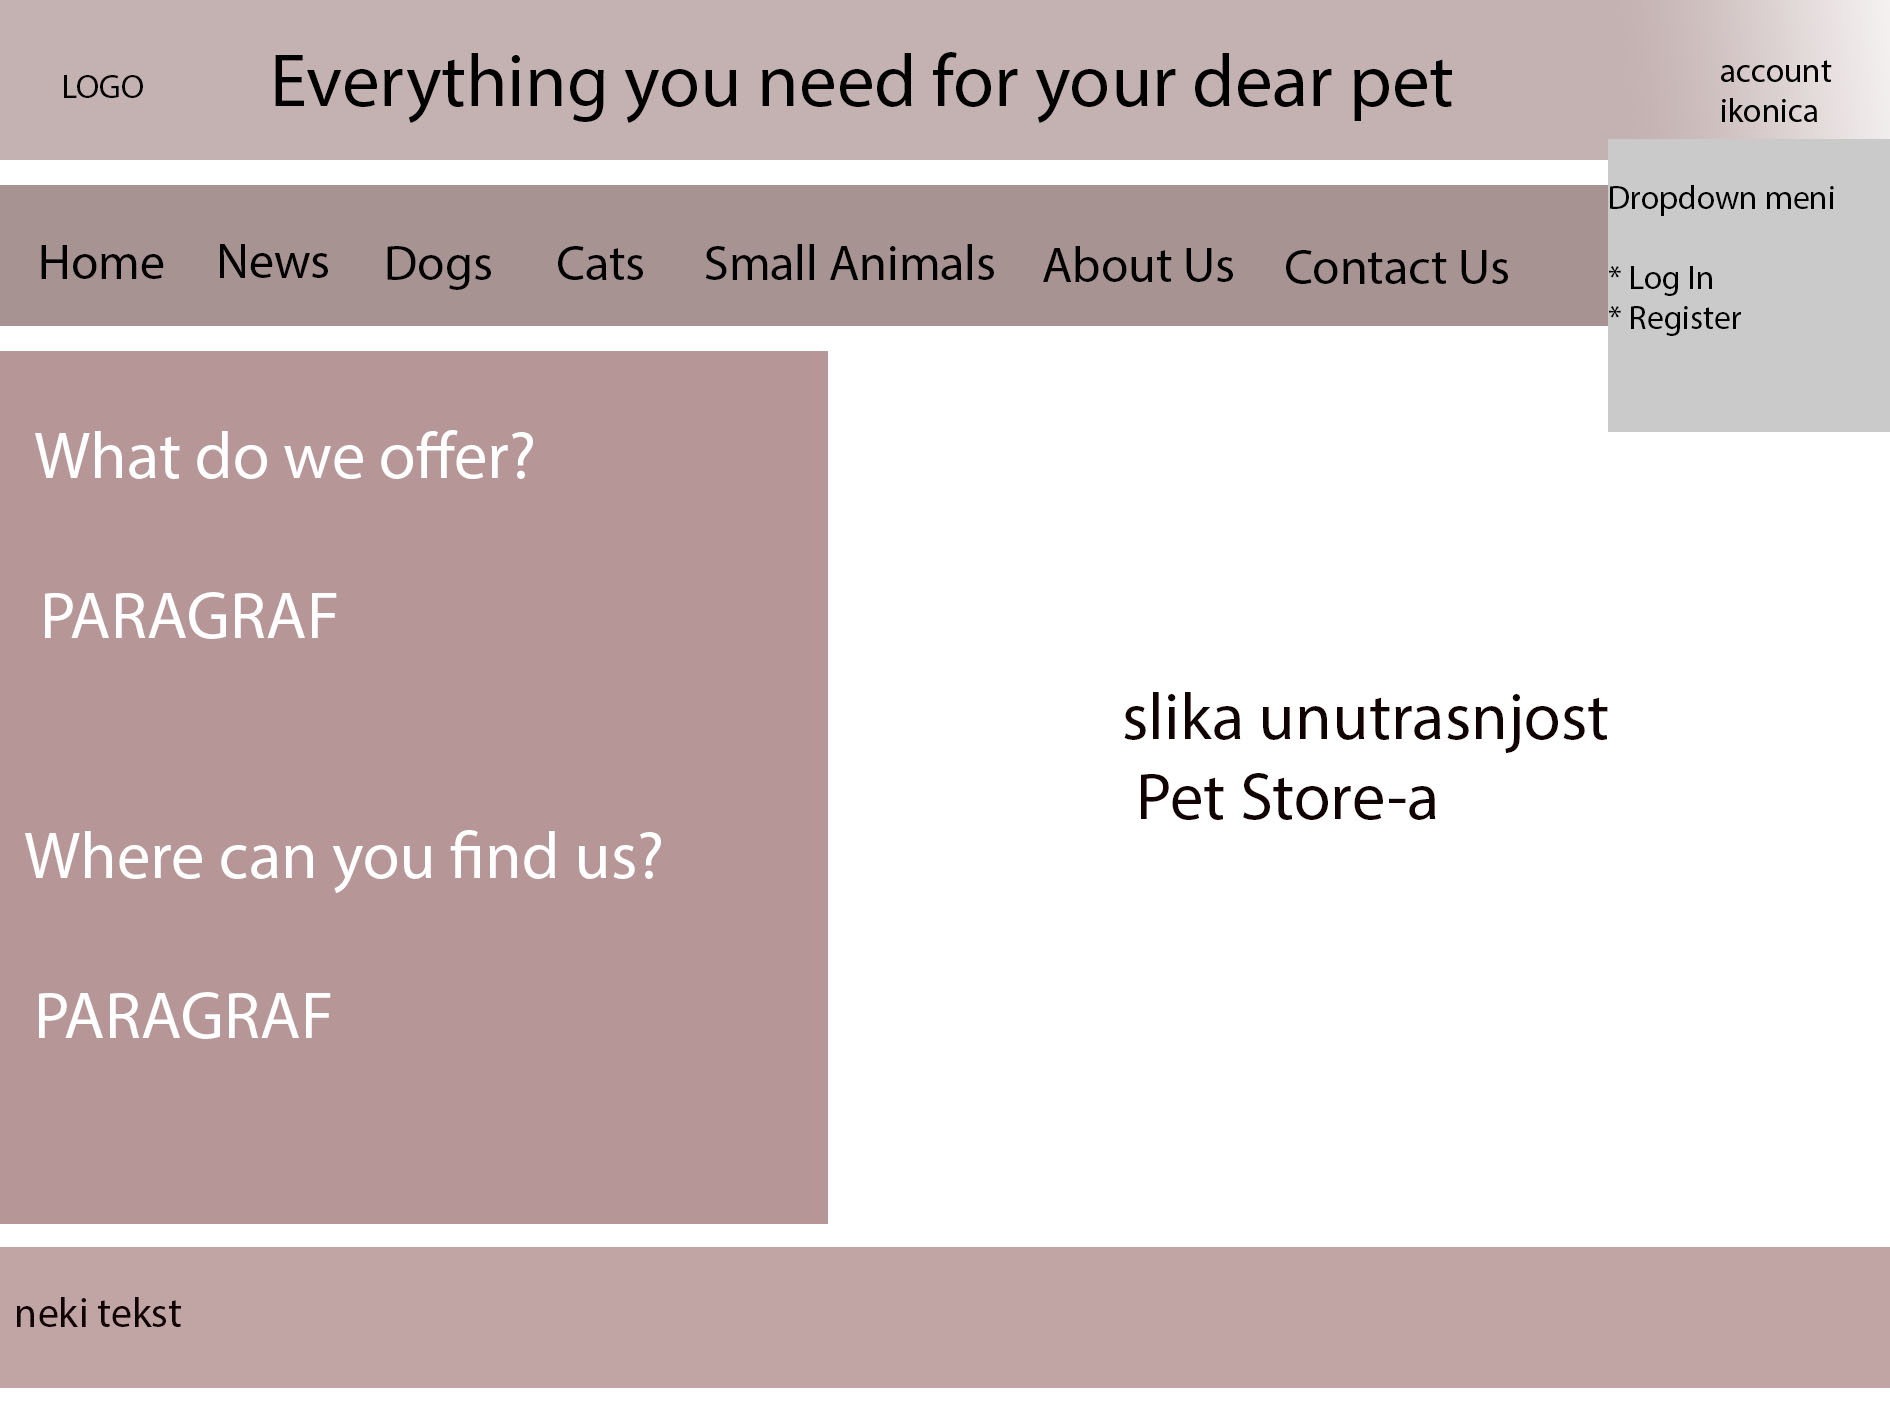 LOGO
Everything you need for your dear pet
account
ikonica
Dropdown meni
* Log In
* Register
Home News Dogs Cats Small Animals About Us Contact Us
What do we offer?
PARAGRAF
Where can you find us?
PARAGRAF
slika unutrasnjost
Pet Store-a
neki tekst